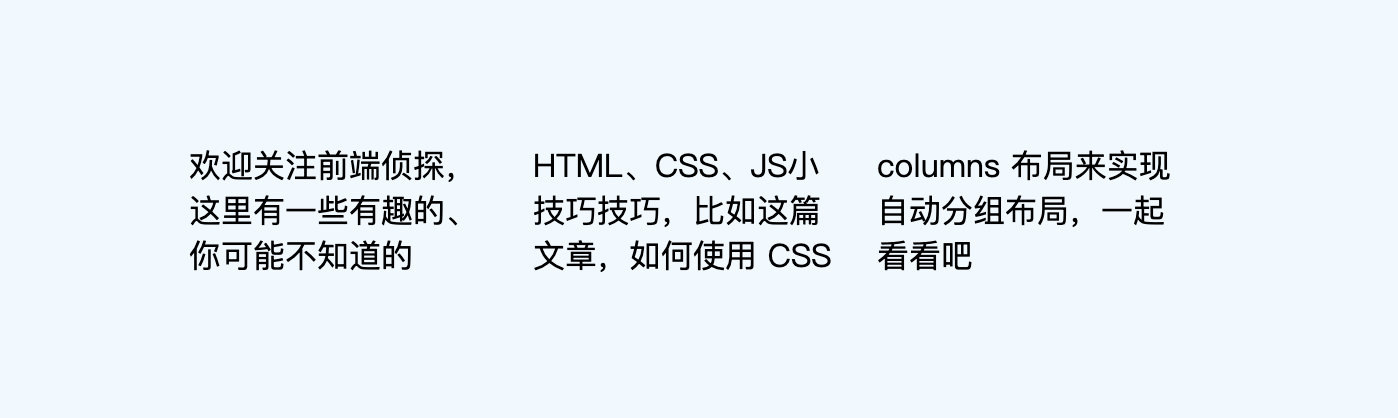 欢迎关注前端侦探，
这里有一些有趣的、
你可能不知道的
HTML、CSS、JS小
技巧技巧，比如这篇
文章，如何使用 CSS
columns 布局来实现
自动分组布局，一起
看看吧